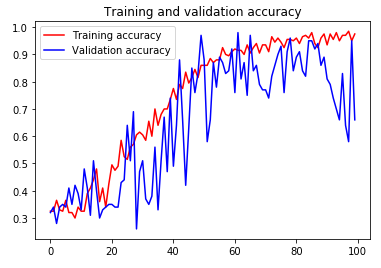 Training and validation accuracy
Training accuracy
Validation accuracy
1.0
0.9
0.8
0.7
0.6
0.5
0.4
0.3
0 20 40 60 80 100